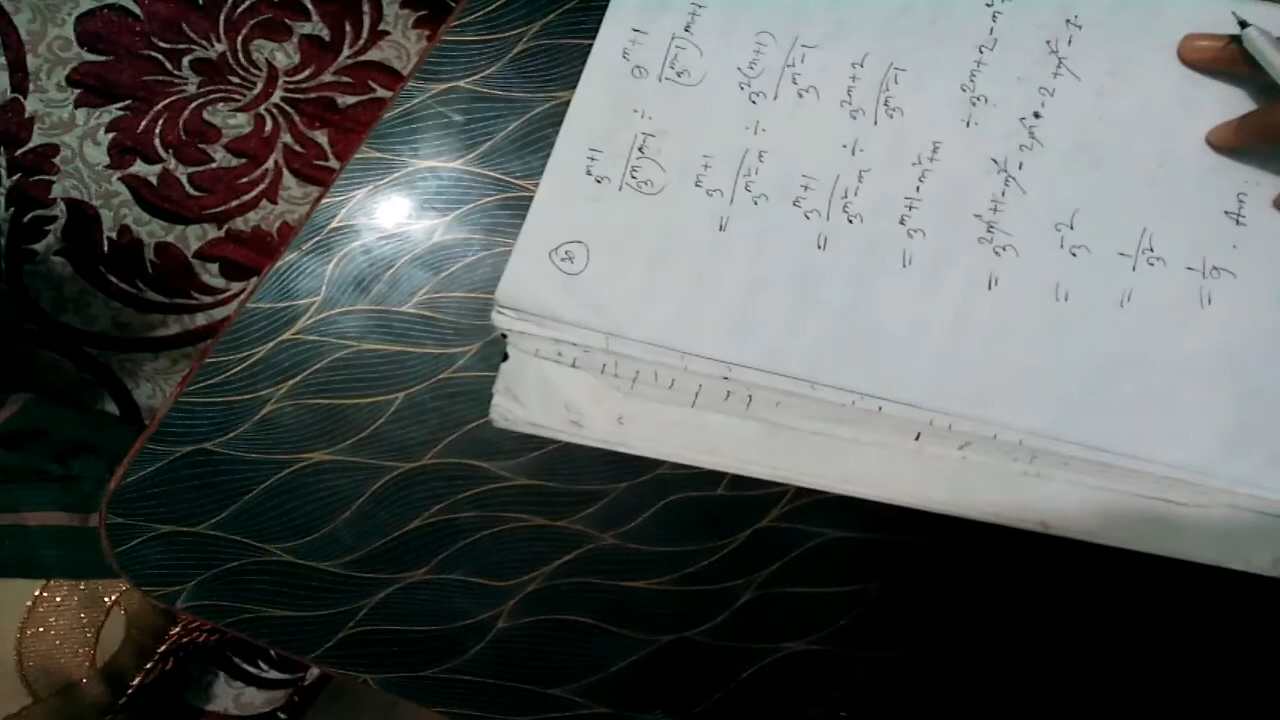 (20) 3^{m+1}/(3^m)^{m-1} ÷ 9^{m+1}/(3^{m-1})^{m+1}
= 3^{m+1}/3^{m²-m} ÷ 3^{2(m+1)}/3^{m²-1}
= 3^{m+1}/3^{m²-m} ÷ 3^{2m+2}/3^{m²-1}
= 3^{m+1-m²+m} ÷ 3^{2m+2-m²
= 3^{2m+1-m²-2m-2+m²-1
= 3^{-2}
= 1/3²
= 1/9 . Ans.